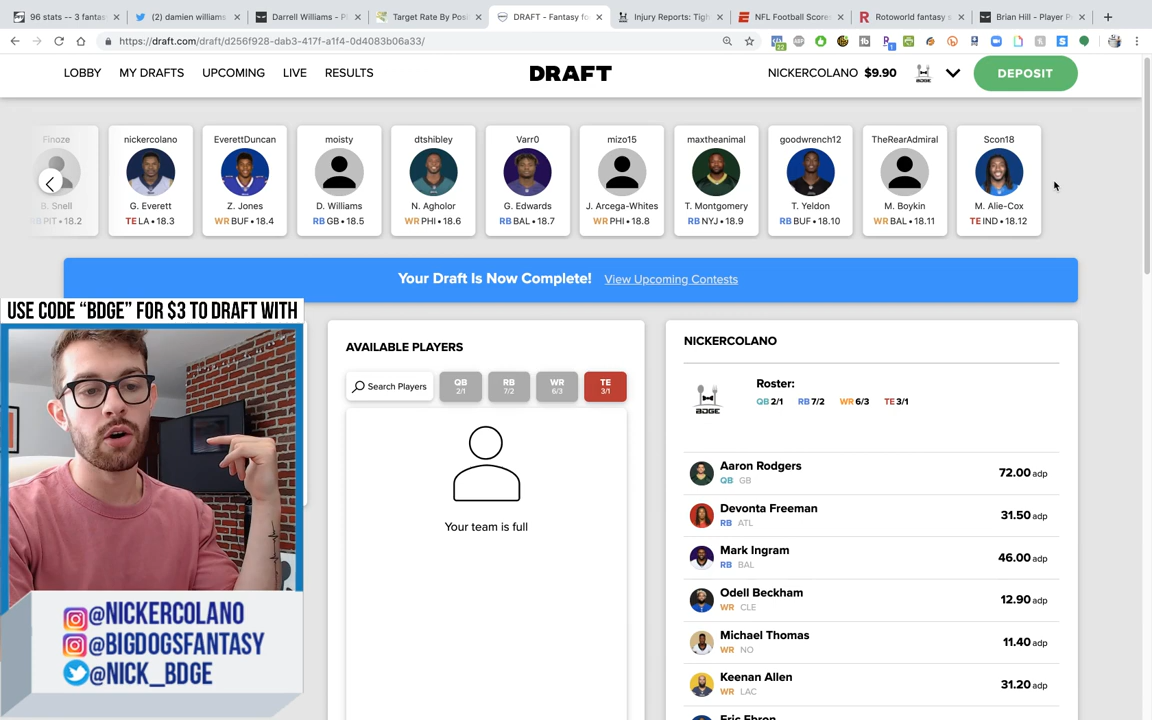 96 stats -- 3 fantas
(2) damien williams
Darrell Williams - Pl
Target Rate By Posi
DRAFT - Fantasy fo
Injury Reports: Tigh
NFL Football Scores
Rotoworld fantasy s
Brian Hill - Player Pr
https://draft.com/draft/d256f928-dab3-417f-a1f4-0d4083b06a33/
LOBBY MY DRAFTS UPCOMING LIVE RESULTS
DRAFT
NICKERCOLANO $9.90
BDGE
DEPOSIT
Finoze
B. Snell
RB PIT • 18.2
nickercolano
G. Everett
TE LA • 18.3
EverettDuncan
Z. Jones
WR BUF • 18.4
moisty
D. Williams
RB GB • 18.5
dtshibley
N. Agholor
WR PHI • 18.6
Varr0
G. Edwards
RB BAL • 18.7
mizo15
J. Arcega-Whites
WR PHI • 18.8
maxtheanimal
T. Montgomery
RB NYJ • 18.9
goodwrench12
T. Yeldon
RB BUF • 18.10
TheRearAdmiral
M. Boykin
WR BAL • 18.11
Scon18
M. Alie-Cox
TE IND • 18.12
Your Draft Is Now Complete! View Upcoming Contests
USE CODE “BDGE” FOR $3 TO DRAFT WITH
@NICKERCOLANO
@BIGDOGSFANTASY
@NICK_BDGE
AVAILABLE PLAYERS
Search Players
QB
2/1
RB
7/2
WR
6/3
TE
3/1
Your team is full
NICKERCOLANO
BDGE
Roster:
QB 2/1 RB 7/2 WR 6/3 TE 3/1
Aaron Rodgers
QB GB
72.00 adp
Devonta Freeman
RB ATL
31.50 adp
Mark Ingram
RB BAL
46.00 adp
Odell Beckham
WR CLE
12.90 adp
Michael Thomas
WR NO
11.40 adp
Keenan Allen
WR LAC
31.20 adp
Eric Ebron